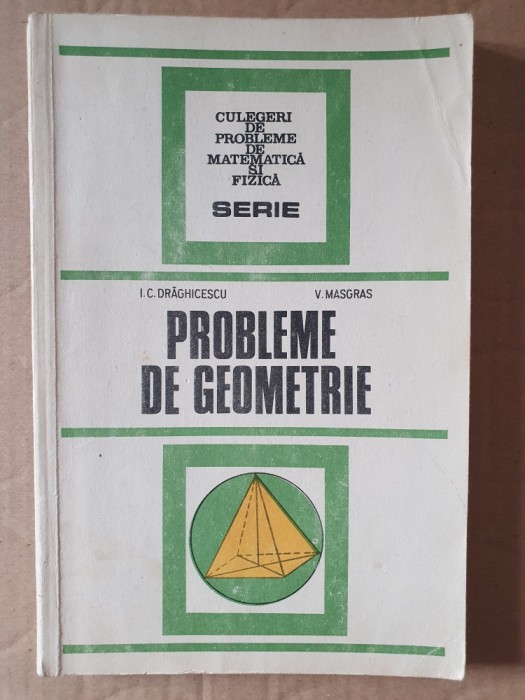 CULEGERI
DE
PROBLEME
DE
MATEMATICĂ
ȘI
FIZICĂ
SERIE
I.C.DRĂGHICESCU V.MASGRAS
PROBLEME
DE GEOMETRIE